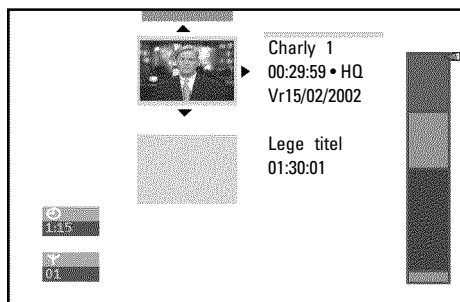 Charly 1
00:29:59 • HQ
Vr15/02/2002
Lege titel
01:30:01
1:15
01